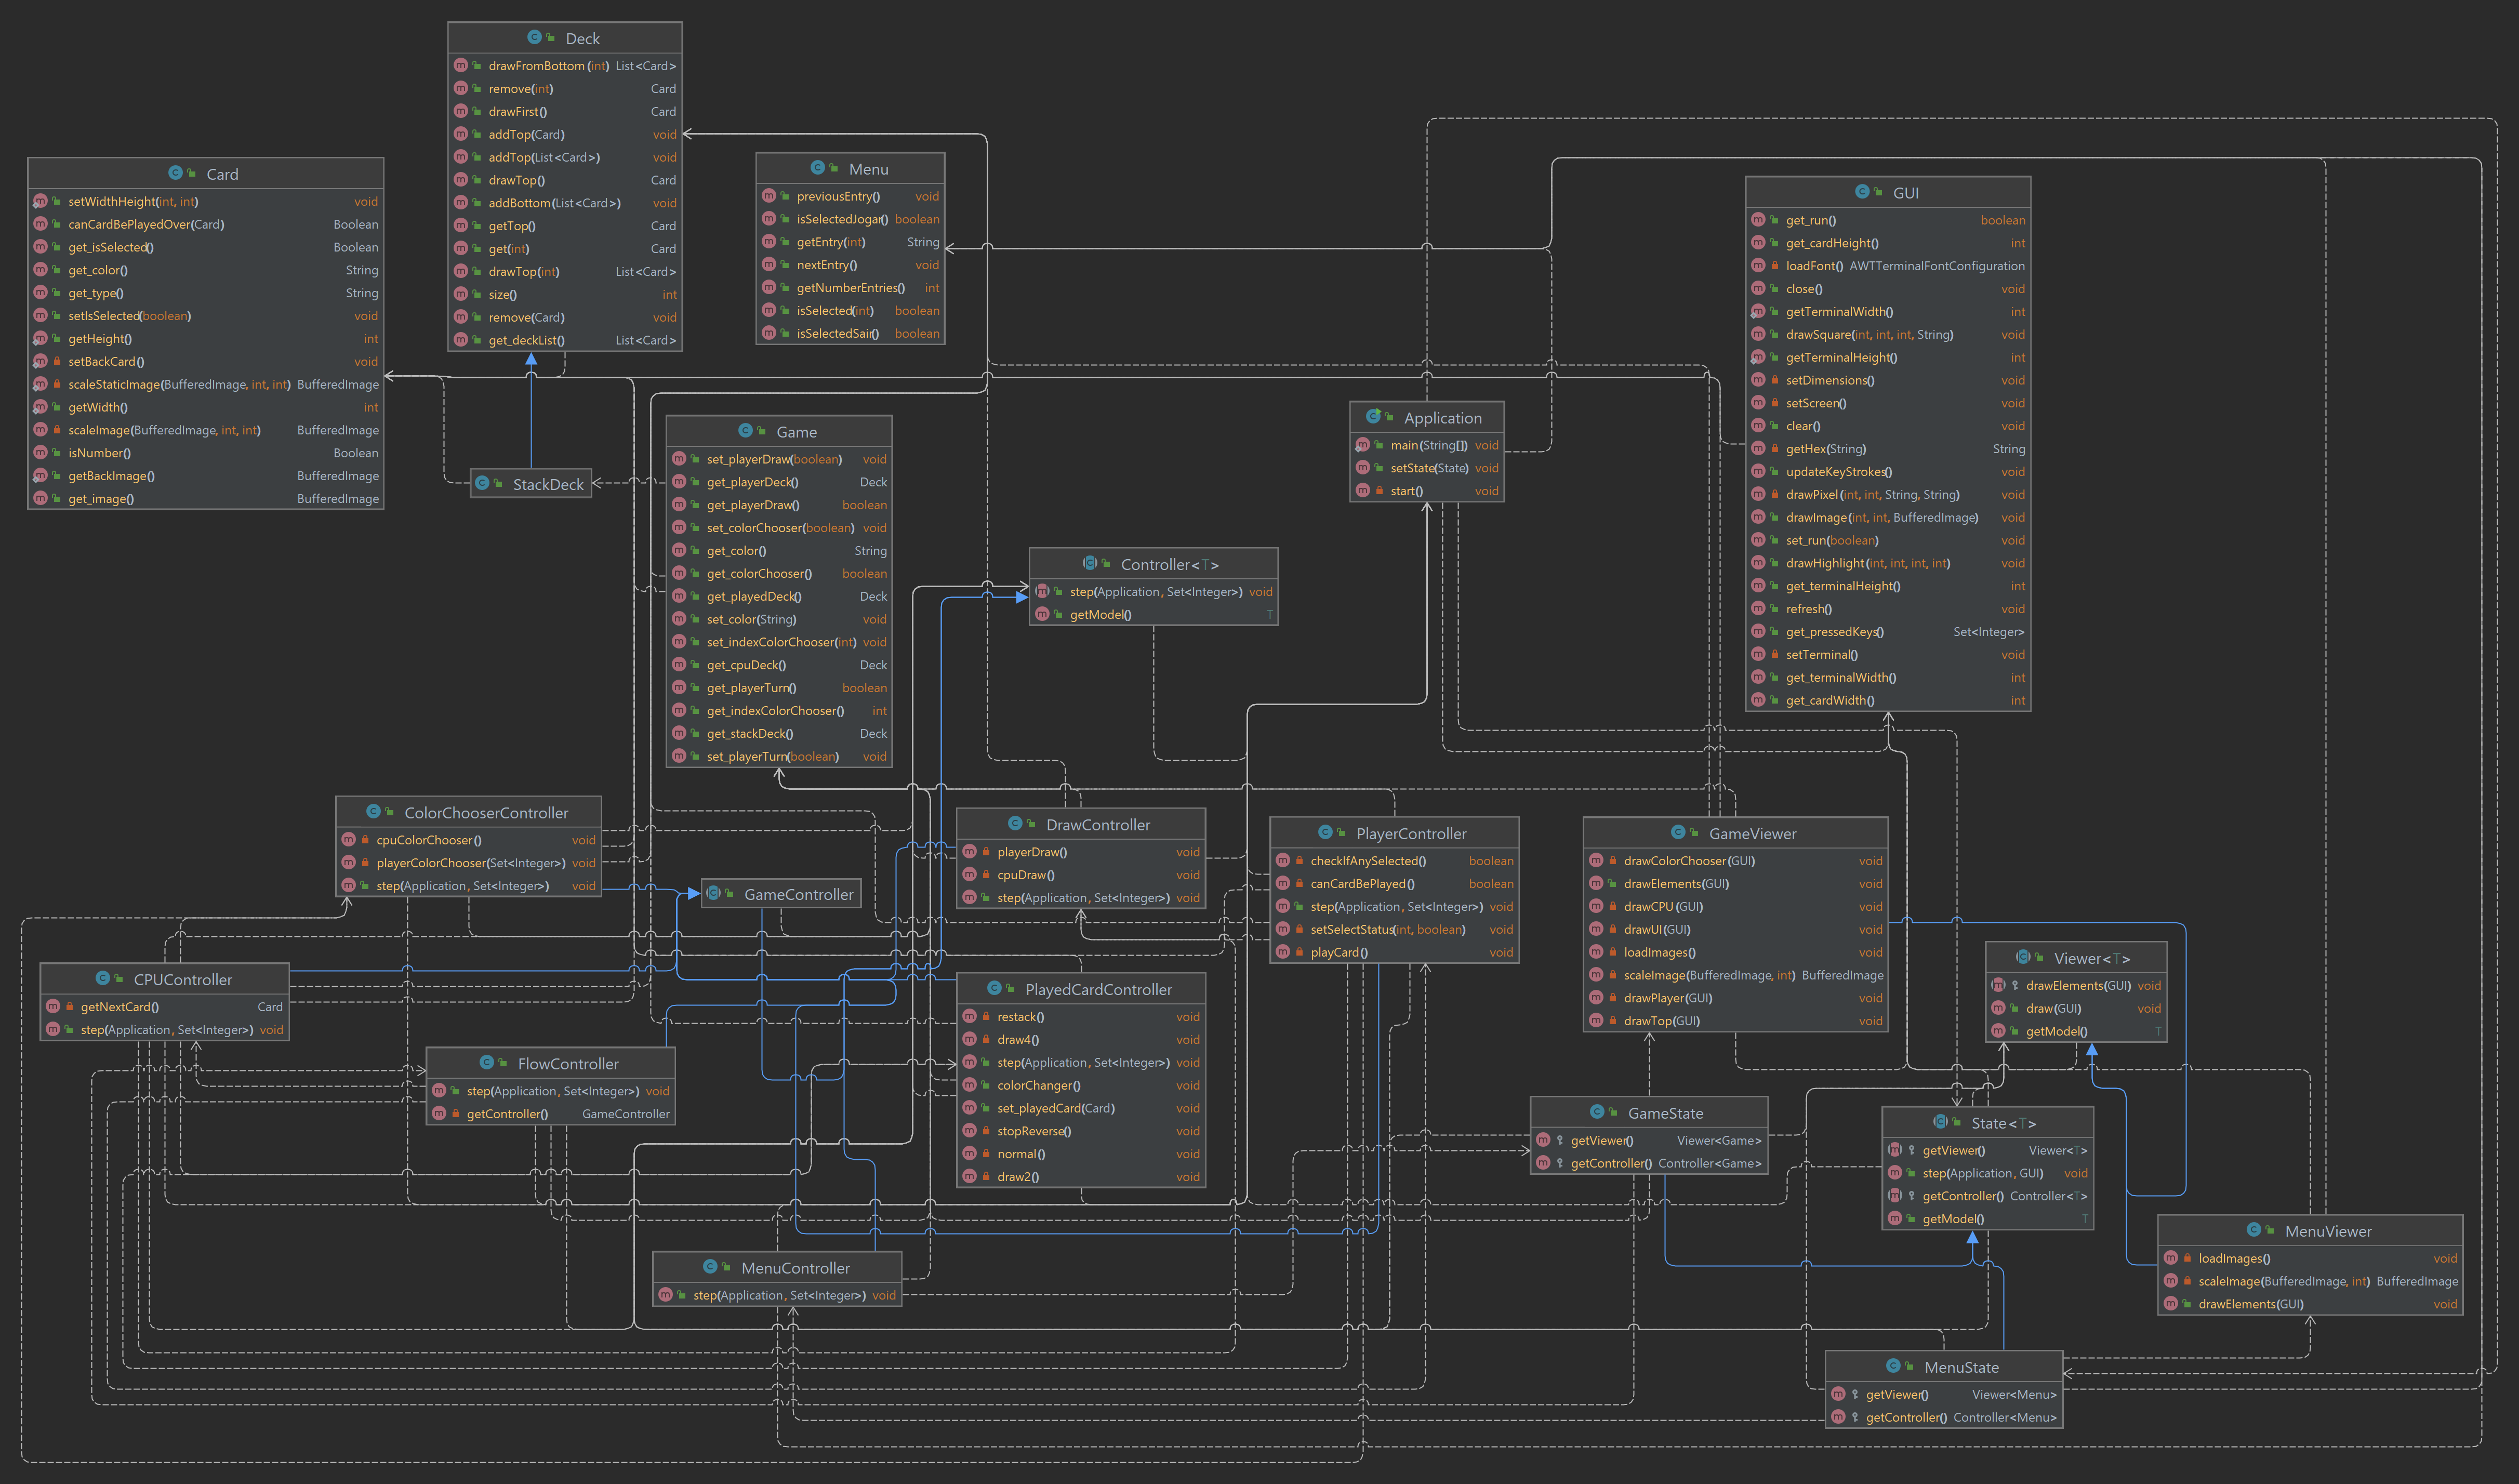 Deck
drawFromBottom(int) List<Card>
remove(int) Card
drawFirst() Card
addTop(Card) void
addTop(List<Card>) void
drawTop() Card
addBottom(List<Card>) void
getTop() Card
get(int) Card
drawTop(int) List<Card>
size() int
remove(Card) void
get_deckList() List<Card>
Menu
previousEntry() void
isSelectedJogar() boolean
getEntry(int) String
nextEntry() void
getNumberEntries() int
isSelected(int) boolean
isSelectedSair() boolean
Card
setWidthHeight(int, int) void
canCardBePlayedOver(Card) Boolean
get_isSelected() Boolean
get_color() String
get_type() String
setIsSelected(boolean) void
getHeight() int
setBackCard() void
scaleStaticImage(BufferedImage, int, int) BufferedImage
getWidth() int
scaleImage(BufferedImage, int, int) BufferedImage
isNumber() Boolean
getBackImage() BufferedImage
get_image() BufferedImage
GUI
get_run() boolean
get_cardHeight() int
loadFont() AWTTerminalFontConfiguration
close() void
getTerminalWidth() int
drawSquare(int, int, int, String) void
getTerminalHeight() int
setDimensions() void
setScreen() void
clear() void
getHex(String) String
updateKeyStrokes() void
drawPixel(int, int, String, String) void
drawImage(int, int, BufferedImage) void
set_run(boolean) void
drawHighlight(int, int, int, int) void
get_terminalHeight() int
refresh() void
get_pressedKeys() Set<Integer>
setTerminal() void
get_terminalWidth() int
get_cardWidth() int
StackDeck
Game
set_playerDraw(boolean) void
get_playerDeck() Deck
get_playerDraw() boolean
set_colorChooser(boolean) void
get_color() String
get_colorChooser() boolean
get_playedDeck() Deck
set_color(String) void
set_indexColorChooser(int) void
get_cpuDeck() Deck
get_playerTurn() boolean
get_indexColorChooser() int
get_stackDeck() Deck
set_playerTurn(boolean) void
Application
main(String[]) void
setState(State) void
start() void
Controller<T>
step(Application, Set<Integer>) void
getModel() T
ColorChooserController
cpuColorChooser() void
playerColorChooser(Set<Integer>) void
step(Application, Set<Integer>) void
GameController
DrawController
playerDraw() void
cpuDraw() void
step(Application, Set<Integer>) void
PlayerController
checkIfAnySelected() boolean
canCardBePlayed() boolean
step(Application, Set<Integer>) void
setSelectStatus(int, boolean) void
playCard() void
GameViewer
drawColorChooser(GUI) void
drawElements(GUI) void
drawCPU(GUI) void
drawUI(GUI) void
loadImages() void
scaleImage(BufferedImage, int) BufferedImage
drawPlayer(GUI) void
drawTop(GUI) void
Viewer<T>
drawElements(GUI) void
draw(GUI) void
getModel() T
CPUController
getNextCard() Card
step(Application, Set<Integer>) void
PlayedCardController
restack() void
draw4() void
step(Application, Set<Integer>) void
colorChanger() void
set_playedCard(Card) void
stopReverse() void
normal() void
draw2() void
FlowController
step(Application, Set<Integer>) void
getController() GameController
GameState
getViewer() Viewer<Game>
getController() Controller<Game>
State<T>
getViewer() Viewer<T>
step(Application, GUI) void
getController() Controller<T>
getModel() T
MenuViewer
loadImages() void
scaleImage(BufferedImage, int) BufferedImage
drawElements(GUI) void
MenuController
step(Application, Set<Integer>) void
MenuState
getViewer() Viewer<Menu>
getController() Controller<Menu>